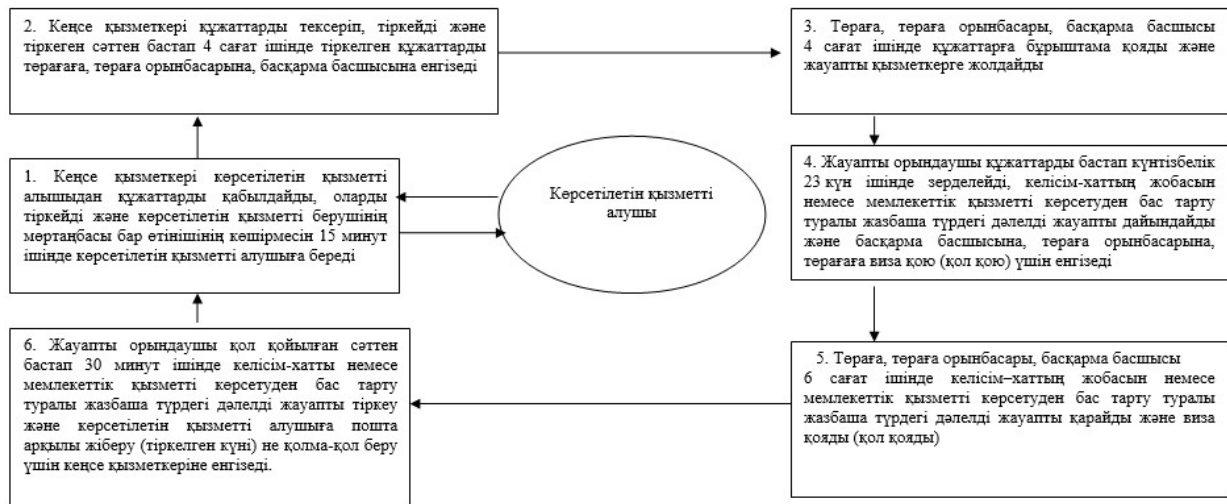 2. Кеңсе қызметкері құжаттарды тексеріп, тіркейді және
тіркеген сәттен бастап 4 сағат ішінде тіркелген құжаттарды
төрағаға, төраға орынбасарына, басқарма басшысына енгізеді
3. Төраға, төраға орынбасары, басқарма басшысы
4 сағат ішінде құжаттарға бұрыштама қояды және
жауапты қызметкерге жолдайды
1. Кеңсе қызметкері көрсетілетін қызметті
алышыдан құжаттарды қабылдайды, оларды
тіркейді және көрсетілетін қызметті берушінің
мөртаңбасы бар өтінішінің көшірмесін 15 минут
ішінде көрсетілетін қызметті алушыға береді
Көрсетілетін қызметті
алушы
4. Жауапты орындаушы құжаттарды бастап күнтізбелік
23 күн ішінде зерделейді, келісім-хаттың жобасын
немесе мемлекеттік қызметті көрсетуден бас тарту
туралы жазбаша түрдегі дәлелді жауапты дайындайды
және басқарма басшысына, төраға орынбасарына,
төрағаға виза қою (қол қою) үшін енгізеді
6. Жауапты орындаушы қол қойылған сәттен
бастап 30 минут ішінде келісім-хатты немесе
мемлекеттік қызметті көрсетуден бас тарту
туралы жазбаша түрдегі дәлелді жауапты тіркеу
және көрсетілетін қызметті алушыға пошта
арқылы жіберу (тіркелген күні) не қолма-қол беру
үшін кеңсе қызметкеріне енгізеді.
5. Төраға, төраға орынбасары, басқарма басшысы
6 сағат ішінде келісім–хаттың жобасын немесе
мемлекеттік қызметті көрсетуден бас тарту туралы
жазбаша түрдегі дәлелді жауапты қарайды және виза
қояды (қол қояды)